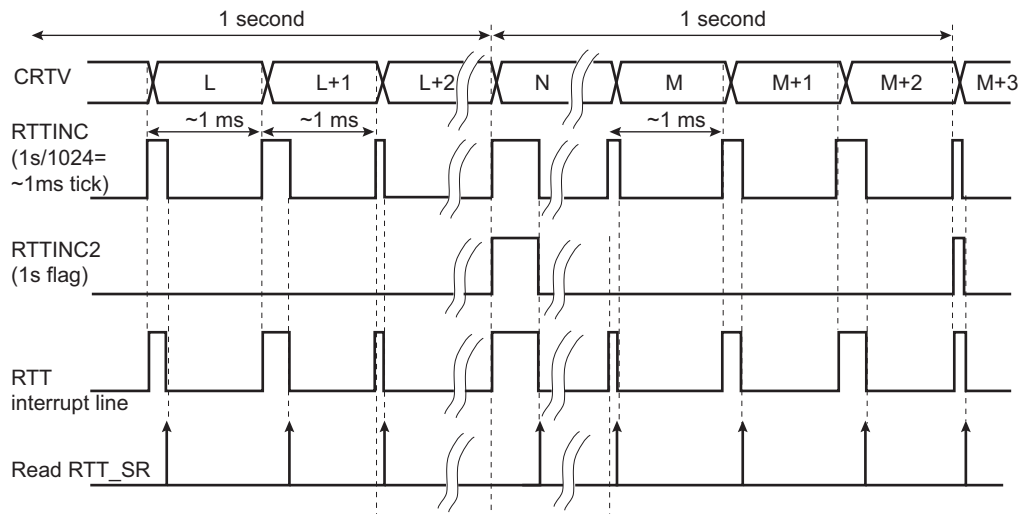 1 second 1 second
CRTV L L+1 L+2 N M M+1 M+2 M+3
~1 ms ~1 ms ~1 ms
RTTINC
(1s/1024=
~1ms tick)
RTTINC2
(1s flag)
RTT
interrupt line
Read RTT_SR